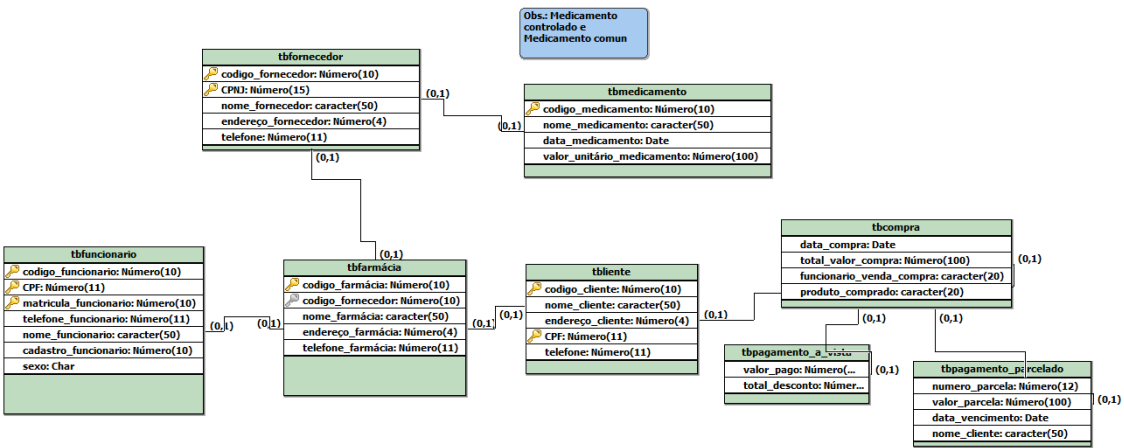 Obs.: Medicamento
controlado e
Medicamento comun
tbfornecedor
codigo_fornecedor: Número(10)
CPNJ: Número(15)
nome_fornecedor: caracter(50)
endereço_fornecedor: Número(4)
telefone: Número(11)
(0,1)
(0,1)
(0,1)
tbmedicamento
codigo_medicamento: Número(10)
nome_medicamento: caracter(50)
data_medicamento: Date
valor_unitário_medicamento: Número(100)
tbfuncionario
codigo_funcionario: Número(10)
CPF: Número(11)
matricula_funcionario: Número(10)
telefone_funcionario: Número(11)
nome_funcionario: caracter(50)
cadastro_funcionario: Número(10)
sexo: Char
(0,1)
(0,1)
(0,1)
tbfarmácia
codigo_farmácia: Número(10)
codigo_fornecedor: Número(10)
nome_farmácia: caracter(50)
endereço_farmácia: Número(4)
telefone_farmácia: Número(11)
(0,1)
(0,1)
tbliente
codigo_cliente: Número(10)
nome_cliente: caracter(50)
endereço_cliente: Número(4)
CPF: Número(11)
telefone: Número(11)
(0,1)
tbcompra
data_compra: Date
total_valor_compra: Número(100)
funcionario_venda_compra: caracter(20)
produto_comprado: caracter(20)
(0,1)
(0,1)
(0,1)
tbpagamento_a_vista
valor_pago: Número(...
total_desconto: Númer...
(0,1)
tbpagamento_parcelado
numero_parcela: Número(12)
valor_parcela: Número(100)
data_vencimento: Date
nome_cliente: caracter(50)
(0,1)